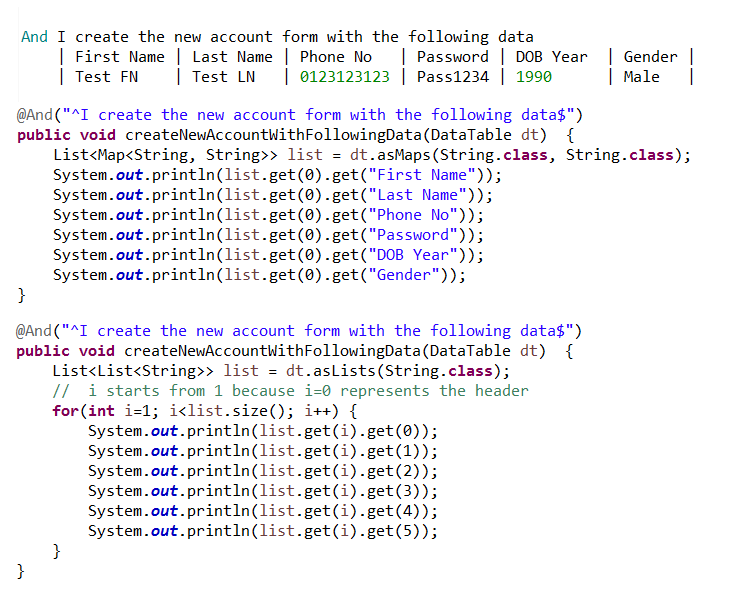 And I create the new account form with the following data
| First Name | Last Name | Phone No   | Password | DOB Year  | Gender |
| Test FN    | Test LN   | 0123123123 | Pass1234 | 1990      | Male   |
@And("^I create the new account form with the following data$")
public void createNewAccountWithFollowingData(DataTable dt)  {
    List<Map<String, String>> list = dt.asMaps(String.class, String.class);
    System.out.println(list.get(0).get("First Name"));
    System.out.println(list.get(0).get("Last Name"));
    System.out.println(list.get(0).get("Phone No"));
    System.out.println(list.get(0).get("Password"));
    System.out.println(list.get(0).get("DOB Year"));
    System.out.println(list.get(0).get("Gender"));
}
@And("^I create the new account form with the following data$")
public void createNewAccountWithFollowingData(DataTable dt)  {
    List<List<String>> list = dt.asLists(String.class);
    //  i starts from 1 because i=0 represents the header
    for(int i=1; i<list.size(); i++) {
        System.out.println(list.get(i).get(0));
        System.out.println(list.get(i).get(1));
        System.out.println(list.get(i).get(2));
        System.out.println(list.get(i).get(3));
        System.out.println(list.get(i).get(4));
        System.out.println(list.get(i).get(5));
    }
}